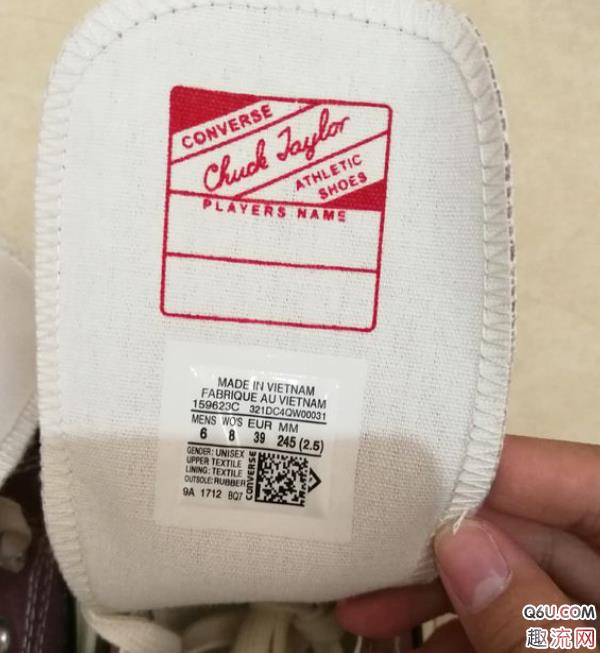 CONVERSE
Chuck Taylor
ATHLETIC
SHOES
PLAYERS NAME
MADE IN VIETNAM
FABRIQUE AU VIETNAM
159623C 321DC4QW00031
MENS WO'S EUR MM
6 8 39 245 (2.5)
GENDER: UNISEX
UPPER TEXTILE
LINING: TEXTILE
OUTSOLE: RUBBER
9A 1712 BQ7
CONVERSE
Q6U.COM
趣流网